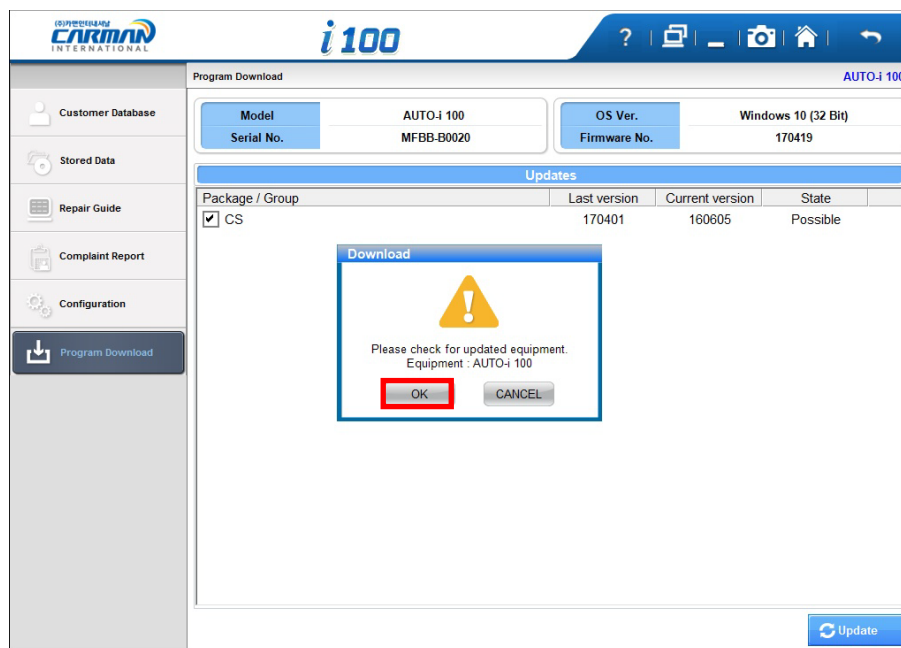 (주)카맨인터내셔날
CARMAN
INTERNATIONAL
i 100
?
Program Download
AUTO-i 100
Customer Database
Stored Data
Repair Guide
Complaint Report
Configuration
Program Download
Model AUTO-i 100
Serial No. MFBB-B0020
OS Ver. Windows 10 (32 Bit)
Firmware No. 170419
Updates
Package / Group Last version Current version State
CS 170401 160605 Possible
Download
Please check for updated equipment.
Equipment : AUTO-i 100
OK CANCEL
Update